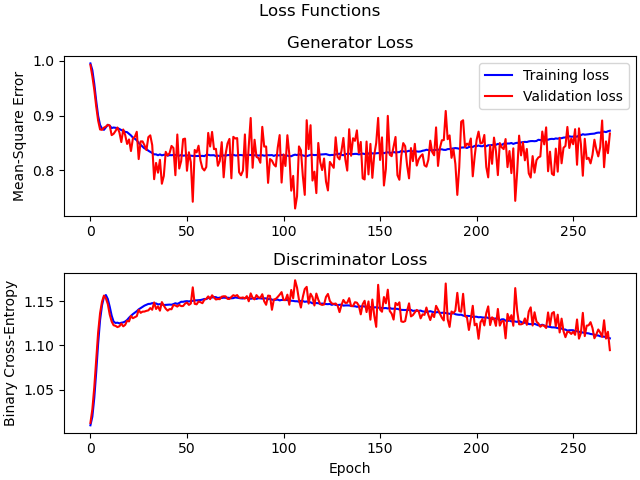 Loss Functions
Generator Loss
Mean-Square Error
1.0
0.9
0.8
Training loss
Validation loss
0 50 100 150 200 250
Discriminator Loss
Binary Cross-Entropy
1.15
1.10
1.05
0 50 100 150 200 250
Epoch